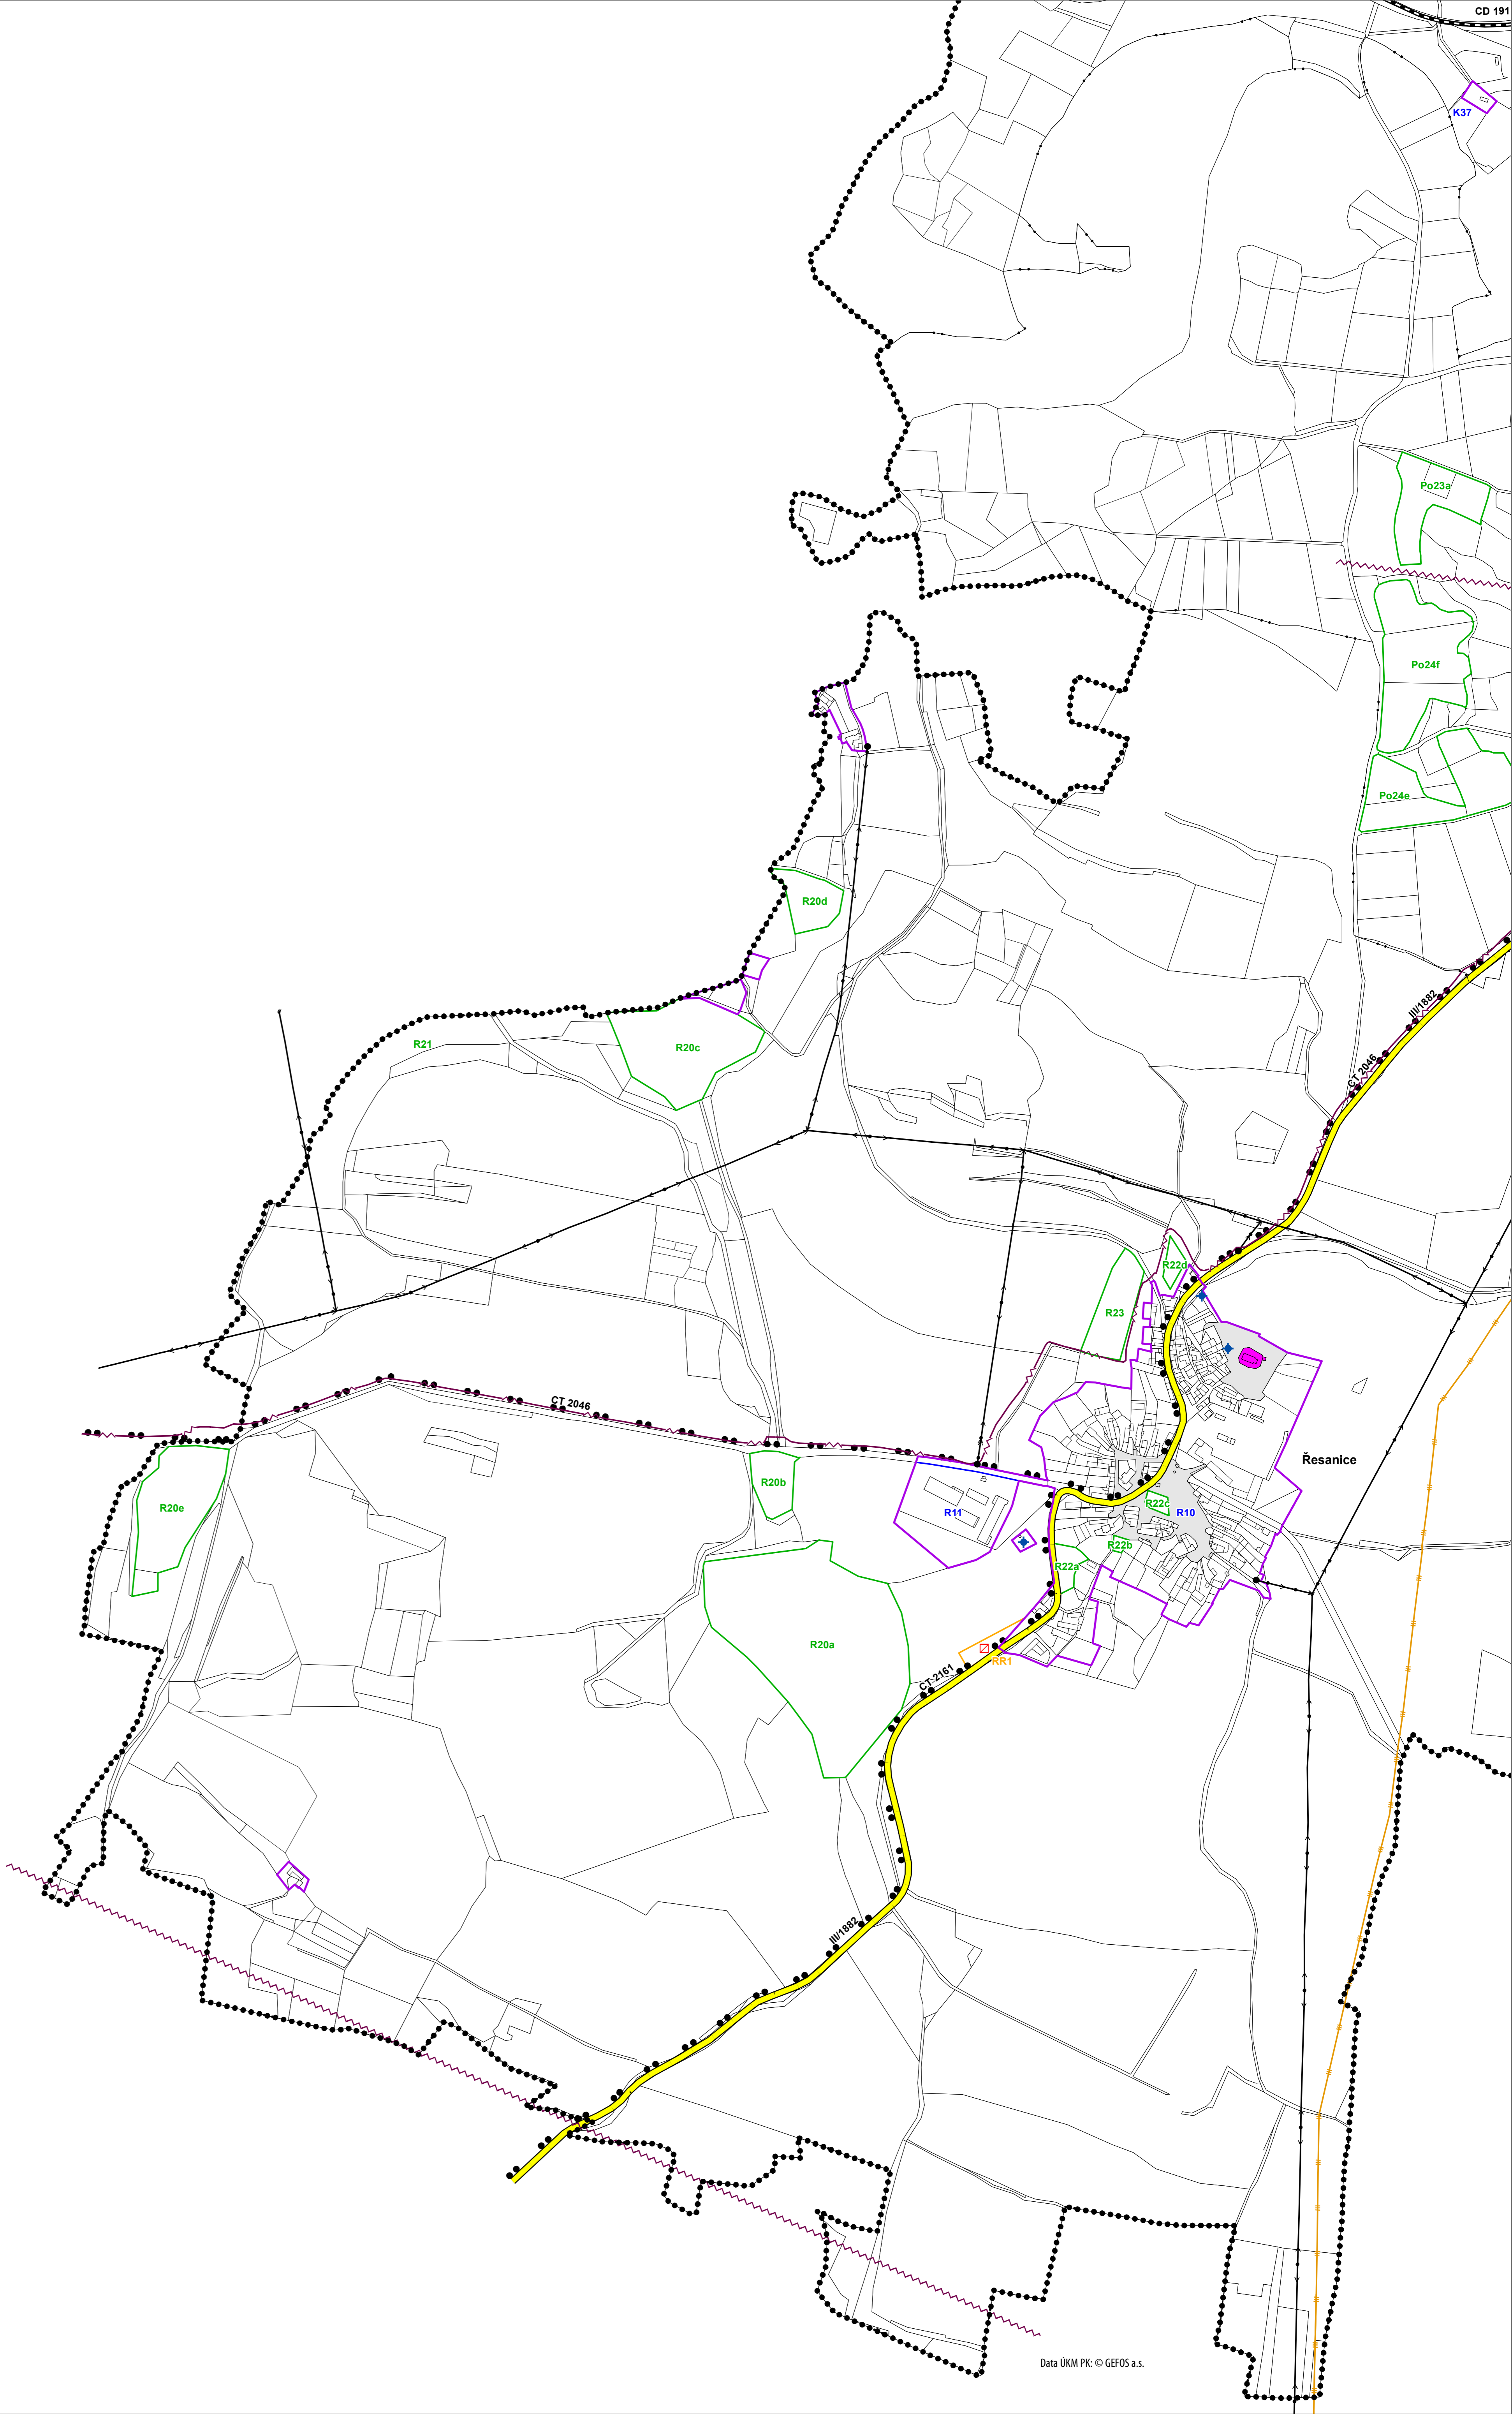 CD 191
K37
Po23a
Po24f
Po24e
R20d
III/1882
R21
R20c
CT 2046
R22d
R23
CT 2046
Řesanice
R20b
R20e
R11
R22c
R10
R22b
R22a
R20a
RR1
CT-2161
III/1882
Data ÚKM PK: © GEFOS a.s.